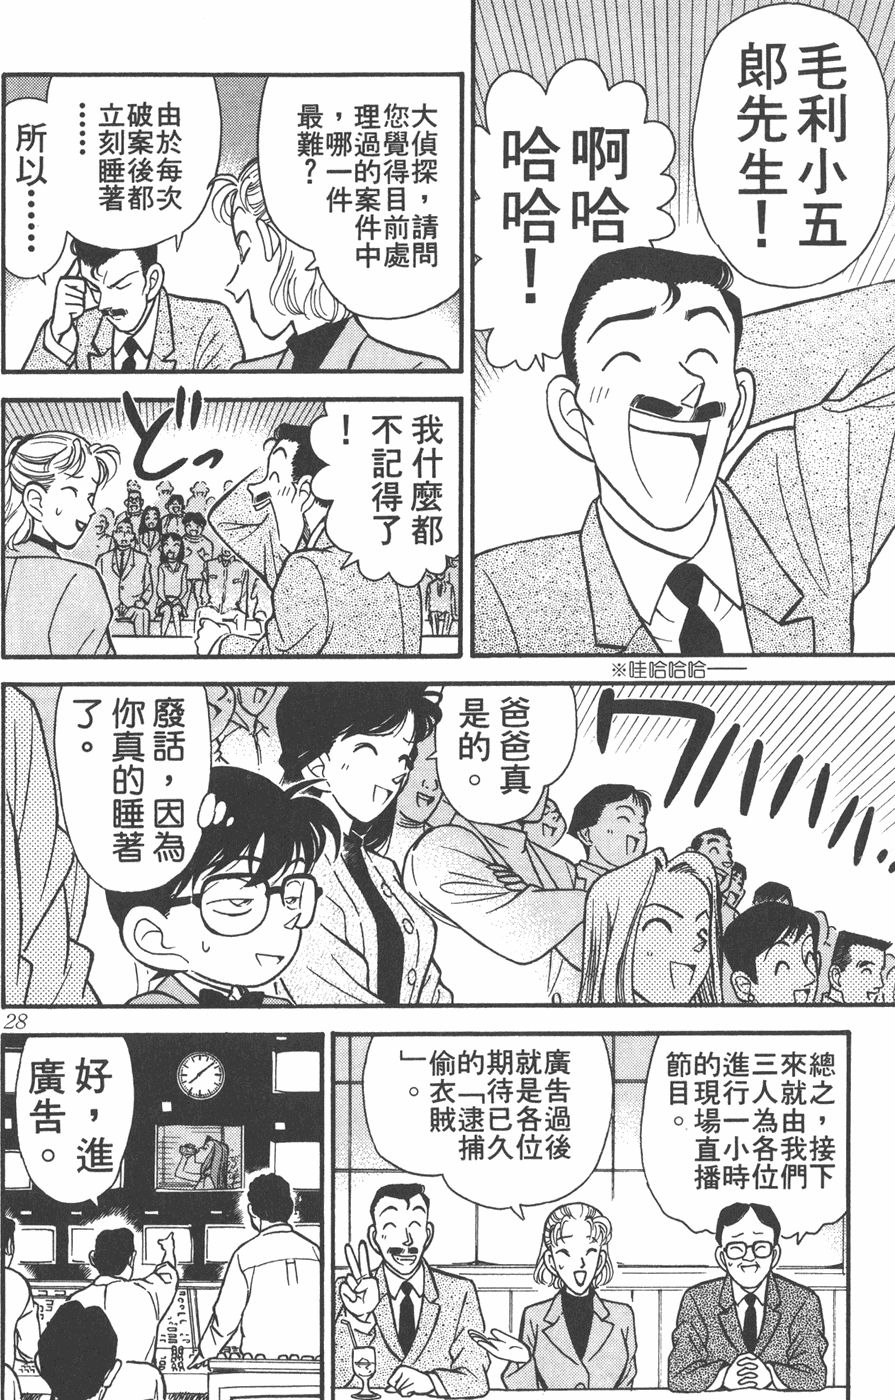 毛利小五
郎先生！
啊哈
哈哈！
※哇哈哈哈──
大偵探，請問
您覺得目前處
理過的案件中
，哪一件
最難？
由於每次
破案後都
立刻睡著
……
所以……
我什麼都
不記得了
！
どっ
ワハハハ…
爸爸真
是的。
廢話，因為
你真的睡著
了。
28
總之，接下
來就由我們
三人為各位
進行一小時
的現場直播
節目。
廣告過後
就是各位
期待已久
的「逮捕
偷衣賊
」。
好，進
廣告。